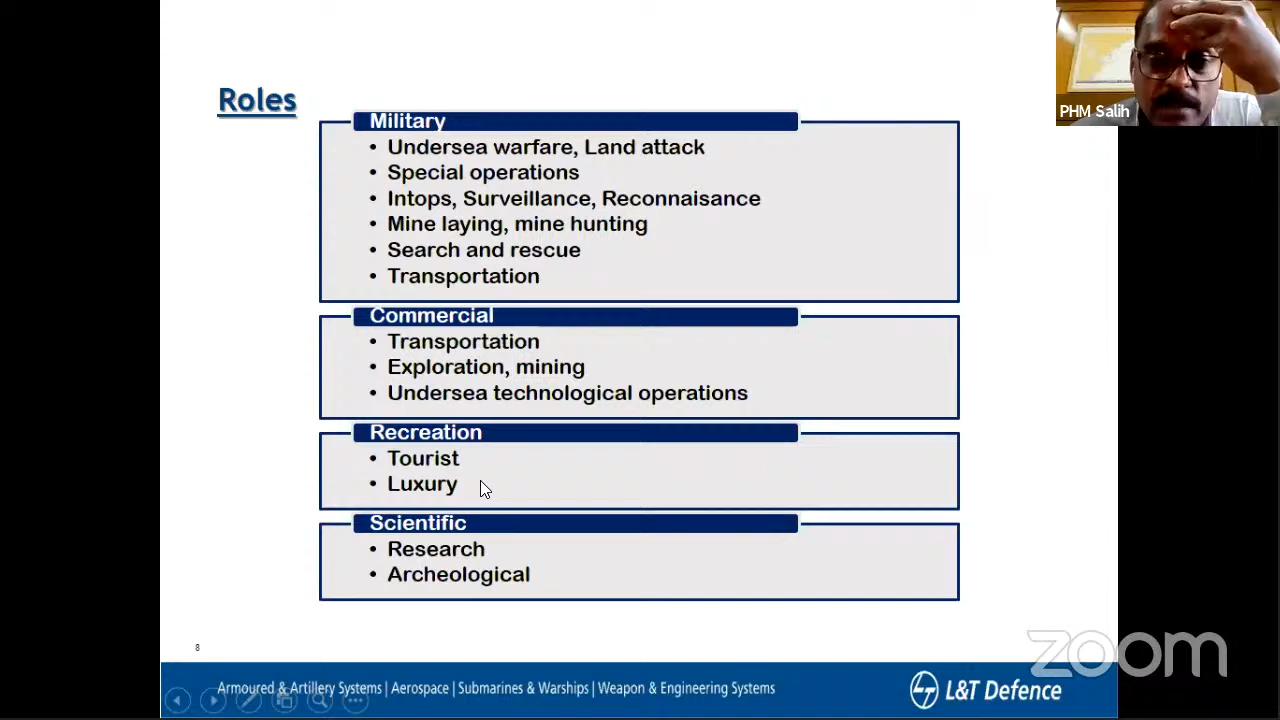 PHM Salih
Roles
Military
• Undersea warfare, Land attack
• Special operations
• Intops, Surveillance, Reconnaisance
• Mine laying, mine hunting
• Search and rescue
• Transportation
Commercial
• Transportation
• Exploration, mining
• Undersea technological operations
Recreation
• Tourist
• Luxury
Scientific
• Research
• Archeological
8
zoom
Armoured & Artillery Systems | Aerospace | Submarines & Warships | Weapon & Engineering Systems
L&T Defence